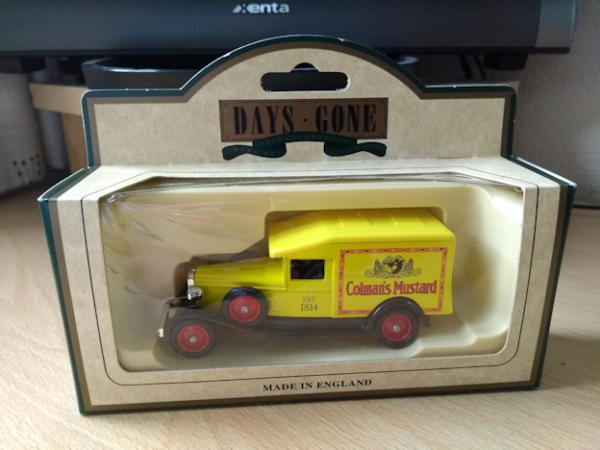 xenta
DAYS · GONE
EST.
1814
Colman's Mustard
MADE IN ENGLAND